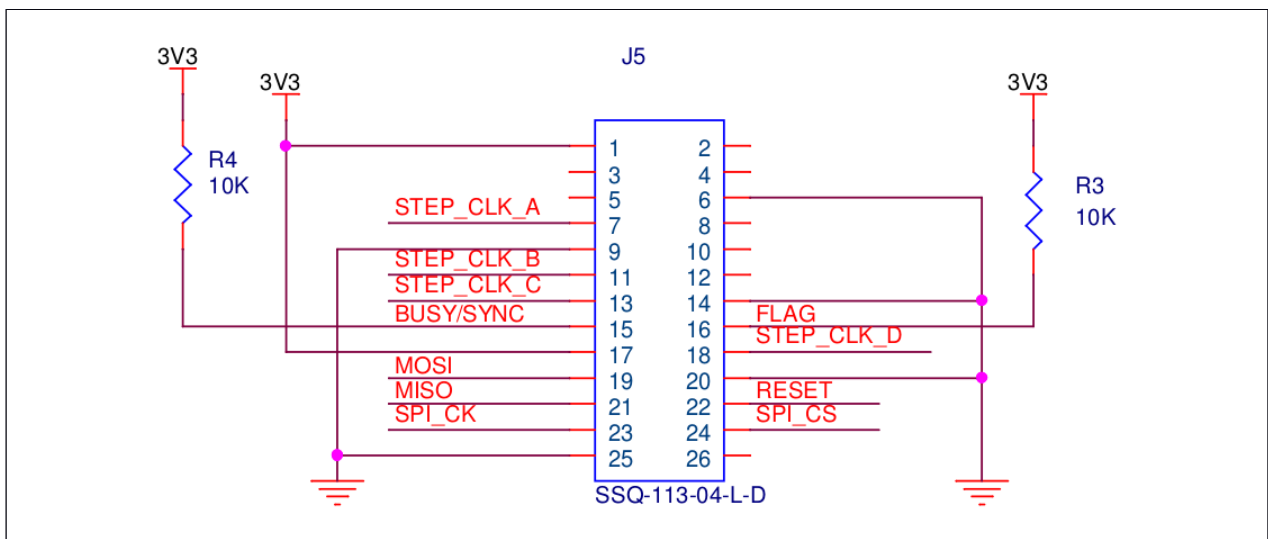 J5
3V3
3V3
3V3
R4
10K
R3
10K
1 2
3 4
5 6
STEP_CLK_A 7 8
9 10
STEP_CLK_B 11 12
STEP_CLK_C 13 14
BUSY/SYNC 15 16 FLAG
17 18 STEP_CLK_D
MOSI 19 20
MISO 21 22 RESET
SPI_CK 23 24 SPI_CS
25 26
SSQ-113-04-L-D